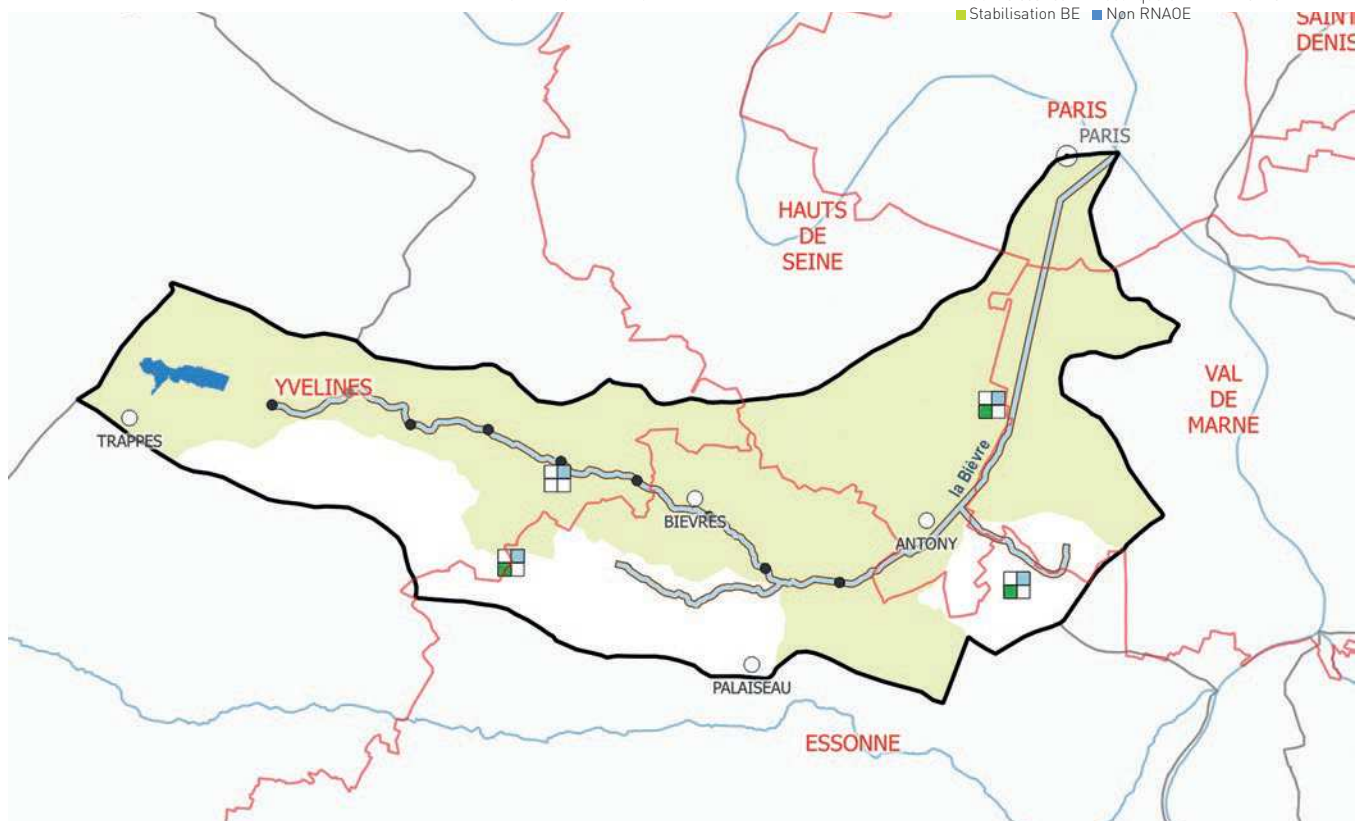 Stabilisation BE Non RNAOE
SAINT
DENIS
PARIS
PARIS
HAUTS
DE
SEINE
YVELINES
VAL
DE
MARNE
TRAPPES
la Bièvre
BIEVRES
ANTONY
PALAISEAU
ESSONNE